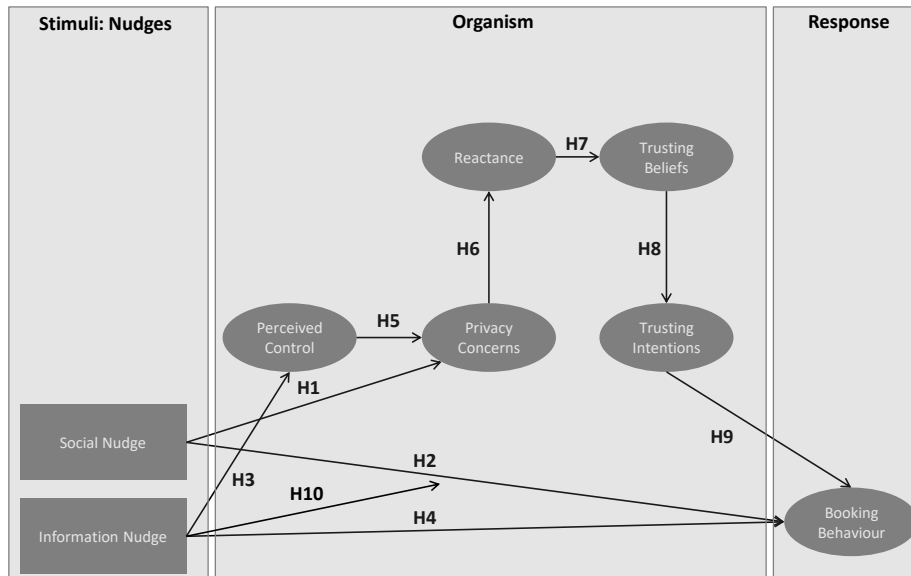 Stimuli: Nudges
Organism
Response
Reactance
H7
Trusting
Beliefs
H6
H8
Perceived
Control
H5
Privacy
Concerns
Trusting
Intentions
H1
Social Nudge
H9
H2
H3
H10
H4
Information Nudge
Booking
Behaviour